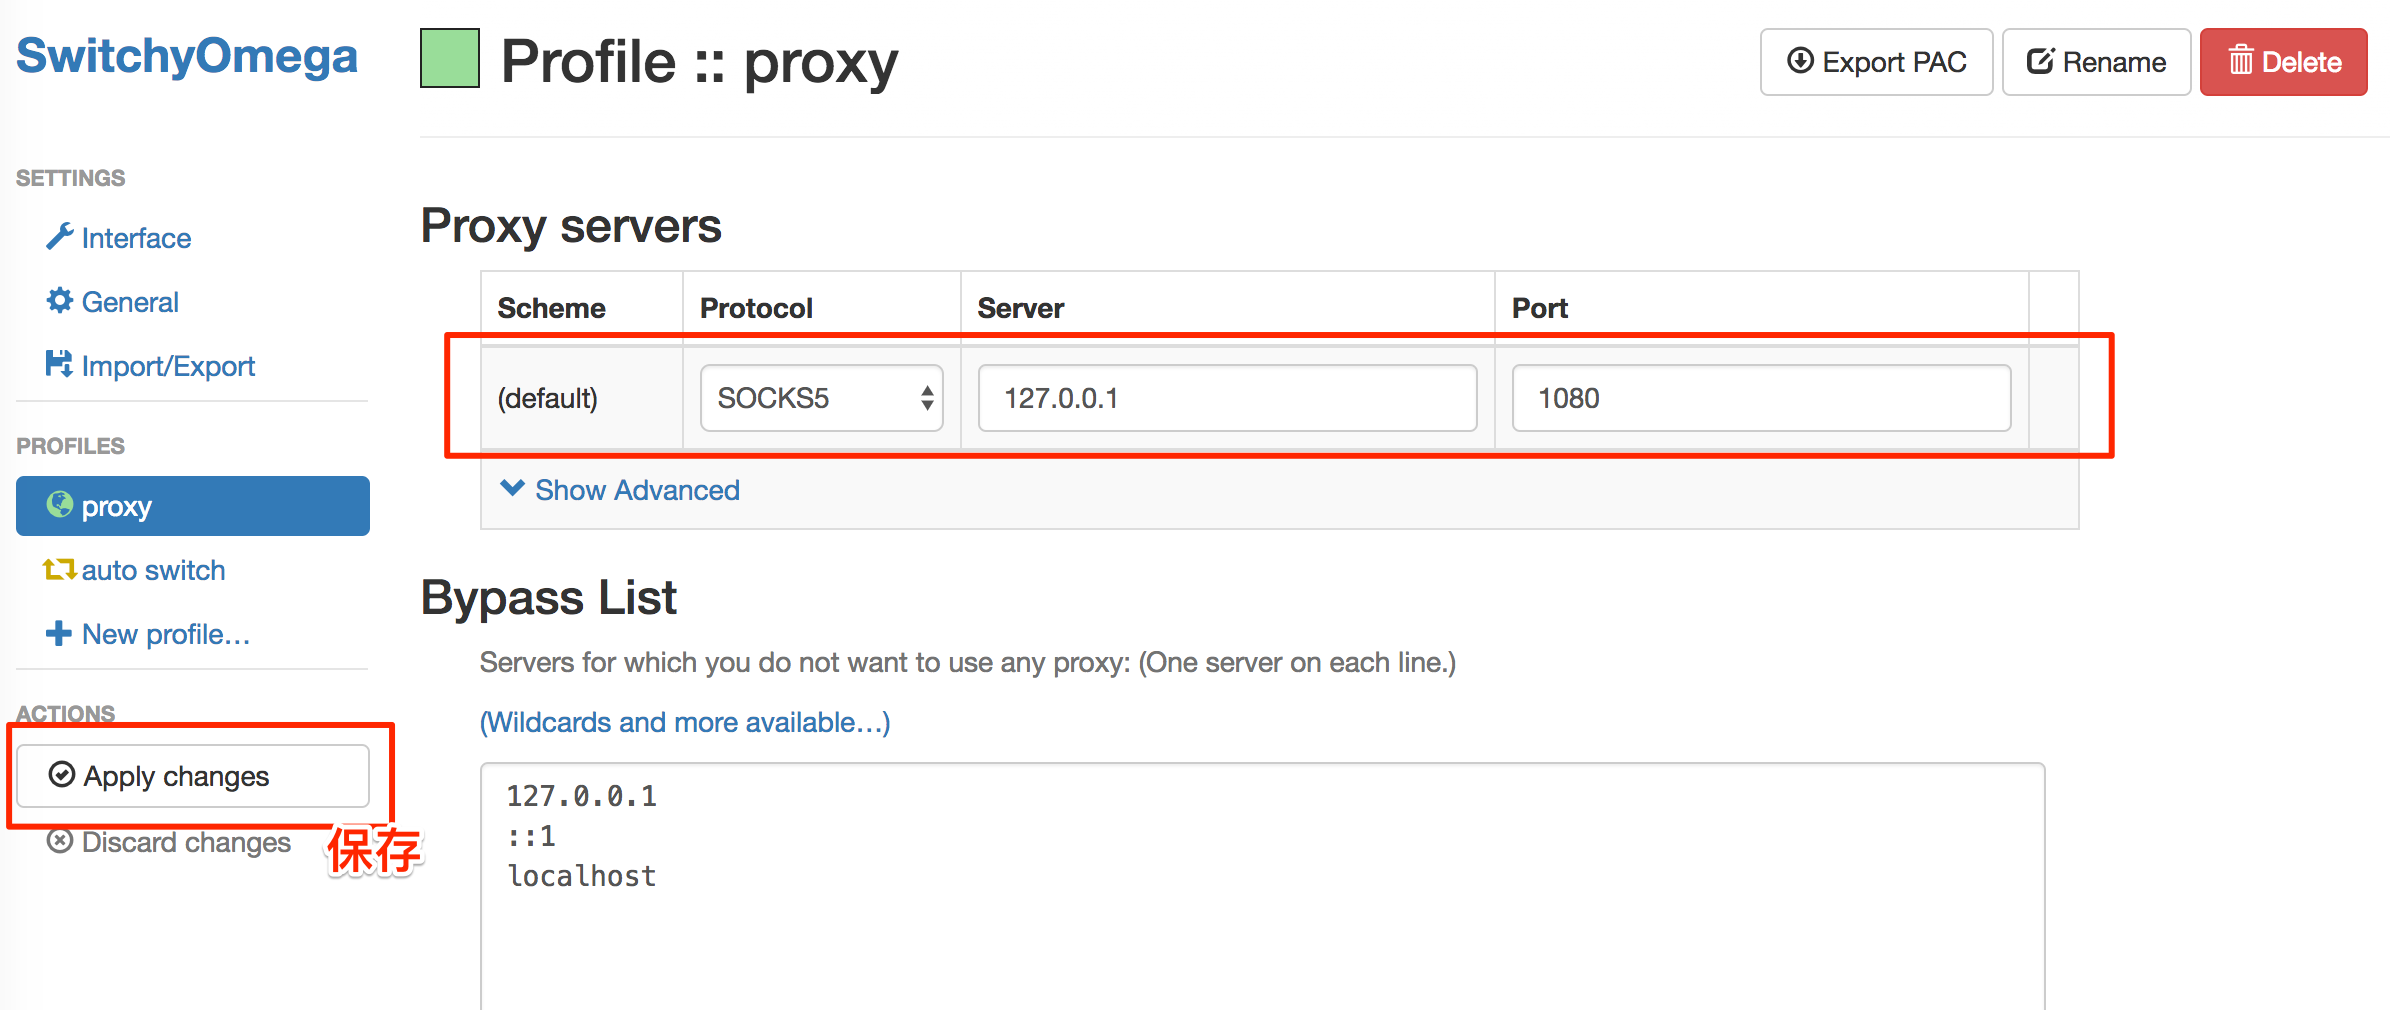 SwitchyOmega
Profile :: proxy
Export PAC
Rename
Delete
SETTINGS
Interface
General
Import/Export
PROFILES
proxy
auto switch
New profile...
ACTIONS
Apply changes
Discard changes
保存
Proxy servers
Scheme Protocol Server Port
(default) SOCKS5 127.0.0.1 1080
Show Advanced
Bypass List
Servers for which you do not want to use any proxy: (One server on each line.)
(Wildcards and more available...)
127.0.0.1
::1
localhost